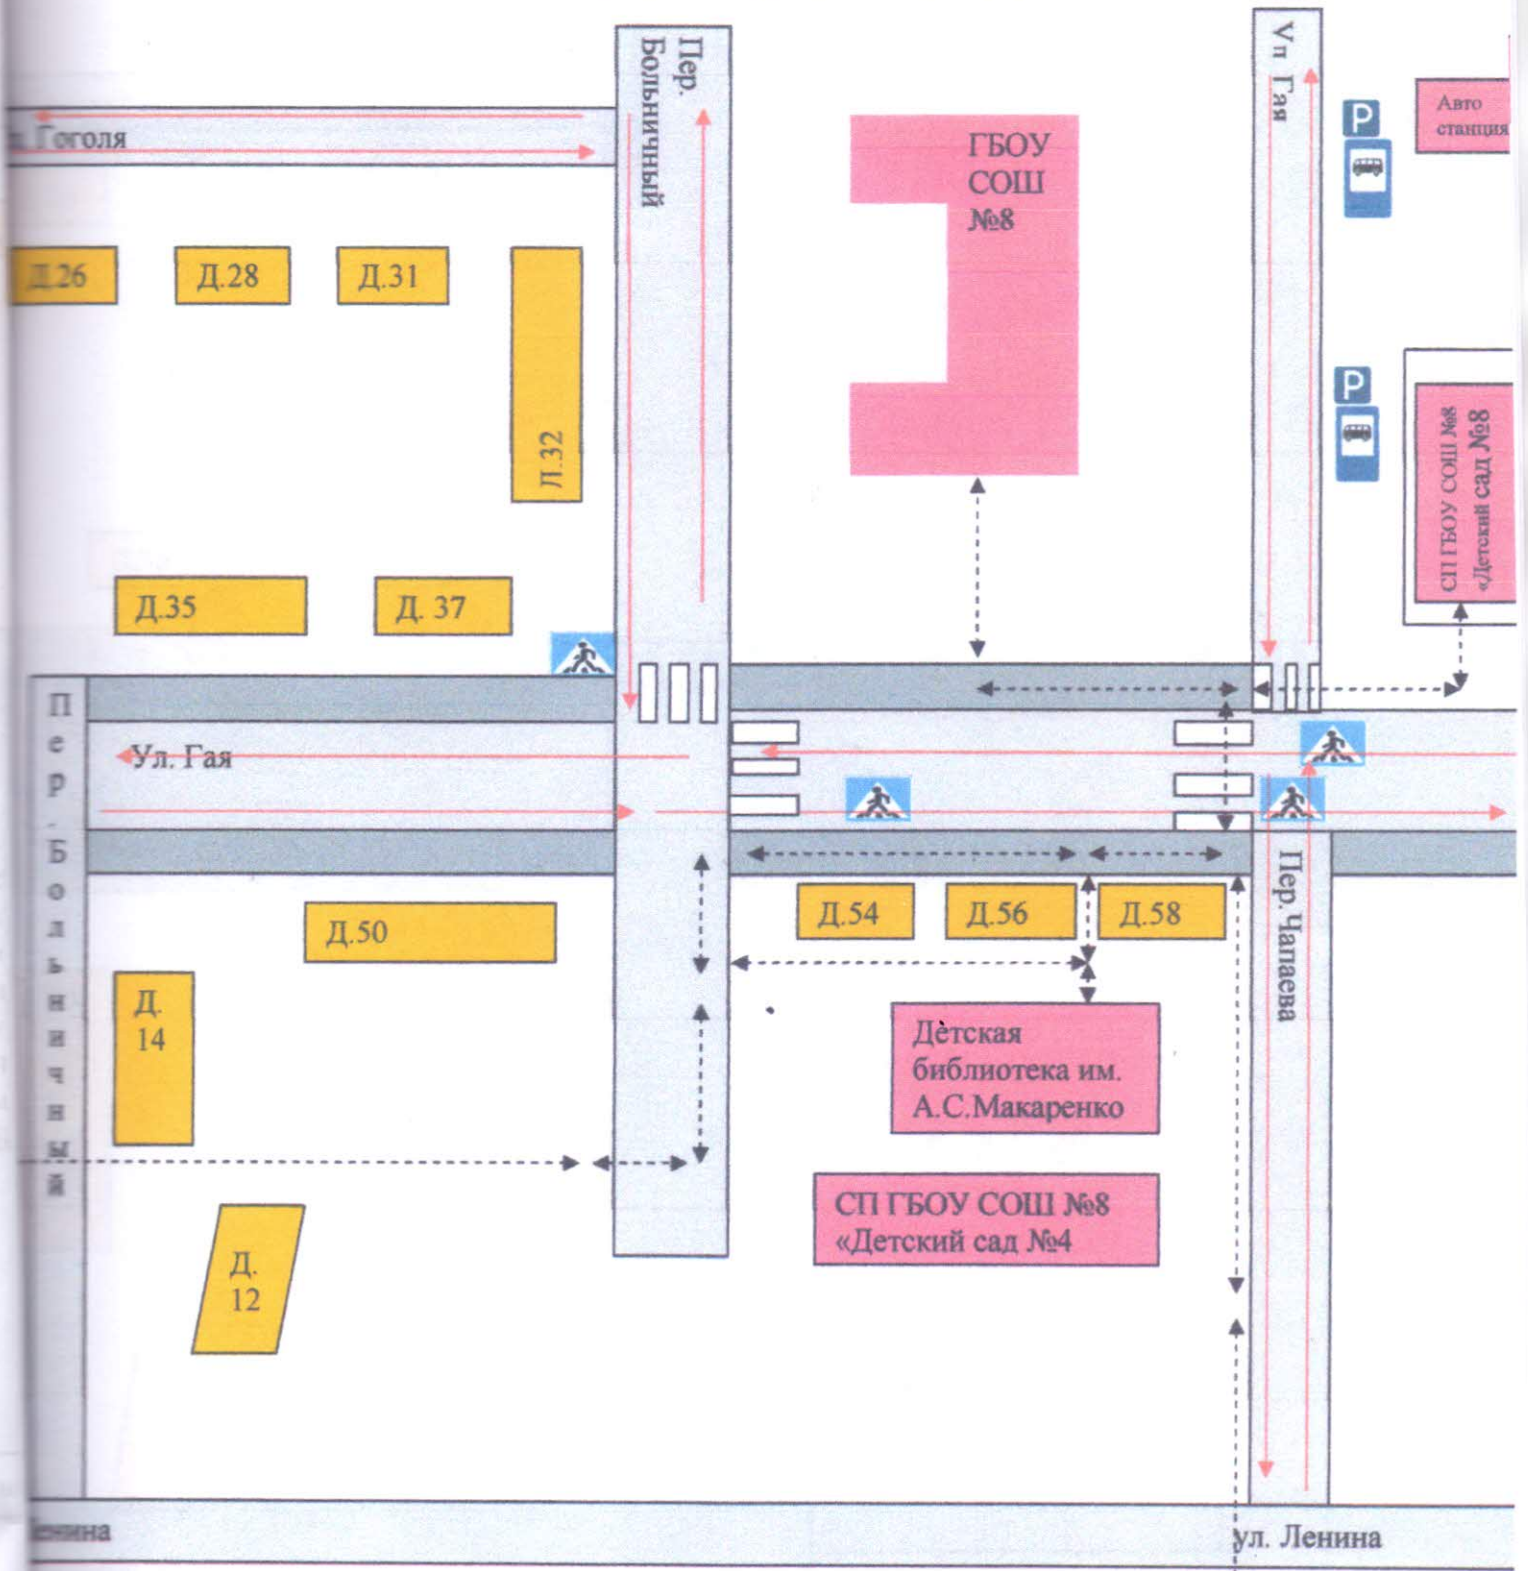 Пер.
Больничный
Гоголя
ГБОУ
СОШ
№8
Гая
P
Авто
станция
Д.26
Д.28
Д.31
Л.32
P
СП ГБОУ СОШ №8
«Детский сад №8
Д.35
Д. 37
Пер.Больничный
Ул. Гая
Д.50
Д.54
Д.56
Д.58
Пер.Чапаева
Д.
14
Детская
библиотека им.
А.С.Макаренко
СП ГБОУ СОШ №8
«Детский сад №4
Д.
12
Ленина
ул. Ленина